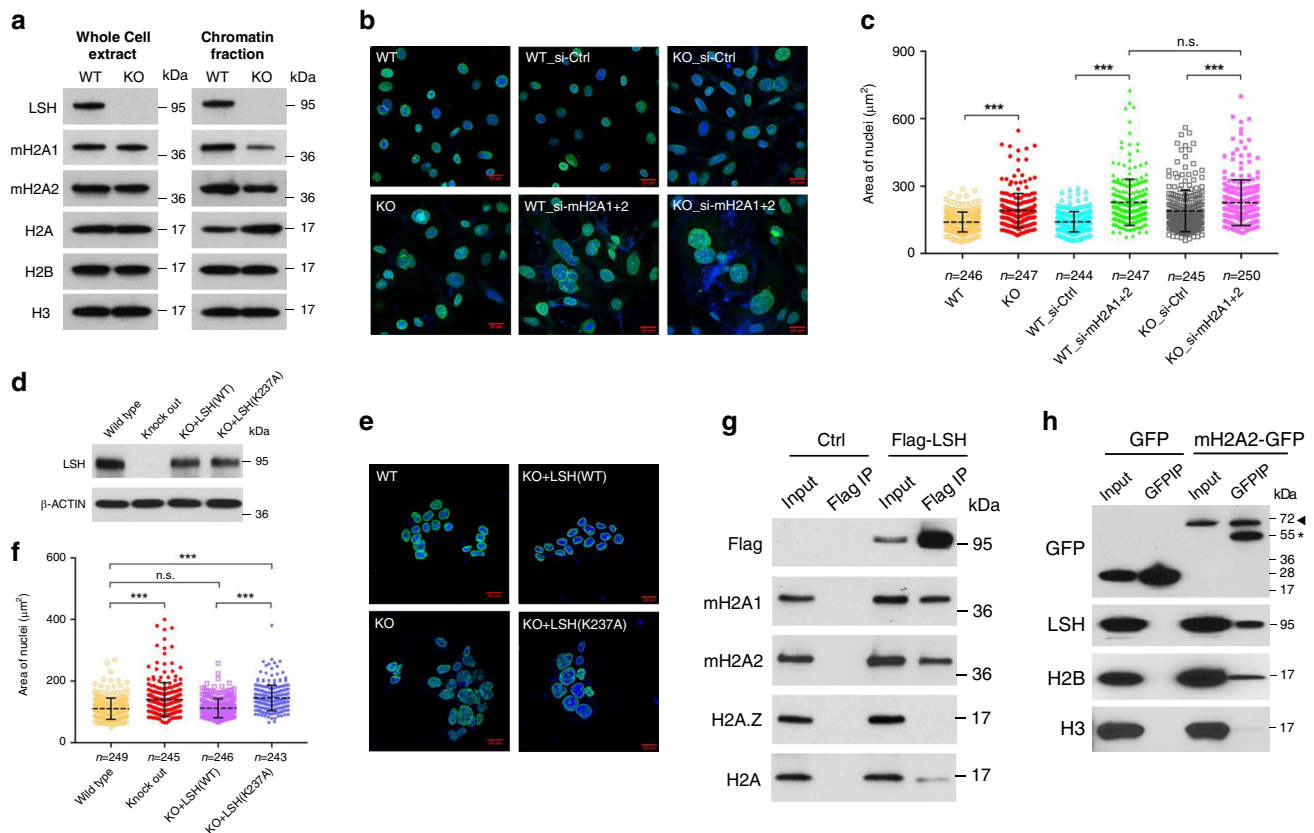 a
Whole Cell extract
Chromatin fraction
WT KO kDa WT KO kDa
LSH 95 95
mH2A1 36 36
mH2A2 36 36
H2A 17 17
H2B 17 17
H3 17 17
b
WT
WT_si-Ctrl
KO_si-Ctrl
KO
WT_si-mH2A1+2
KO_si-mH2A1+2
c
Area of nuclei (μm²)
900
600
300
0
***
***
***
n.s.
n=246 n=247 n=244 n=247 n=245 n=250
WT
KO
WT_si-Ctrl
WT_si-mH2A1+2
KO_si-Ctrl
KO_si-mH2A1+2
d
Wild type
Knock out
KO+LSH(WT)
KO+LSH(K237A)
kDa
LSH 95
β-ACTIN
36
e
WT
KO+LSH(WT)
KO
KO+LSH(K237A)
f
Area of nuclei (μm²)
600
400
200
0
***
n.s.
*** ***
n=249 n=245 n=246 n=243
Wild type
Knock out
KO+LSH(WT)
KO+LSH(K237A)
g
Ctrl Flag-LSH
Input Flag IP Input Flag IP kDa
Flag 95
mH2A1 36
mH2A2 36
H2A.Z 17
H2A 17
h
GFP mH2A2-GFP
Input GFPIP Input GFPIP kDa
GFP
72
55 *
36
28
17
LSH 95
H2B 17
H3 17